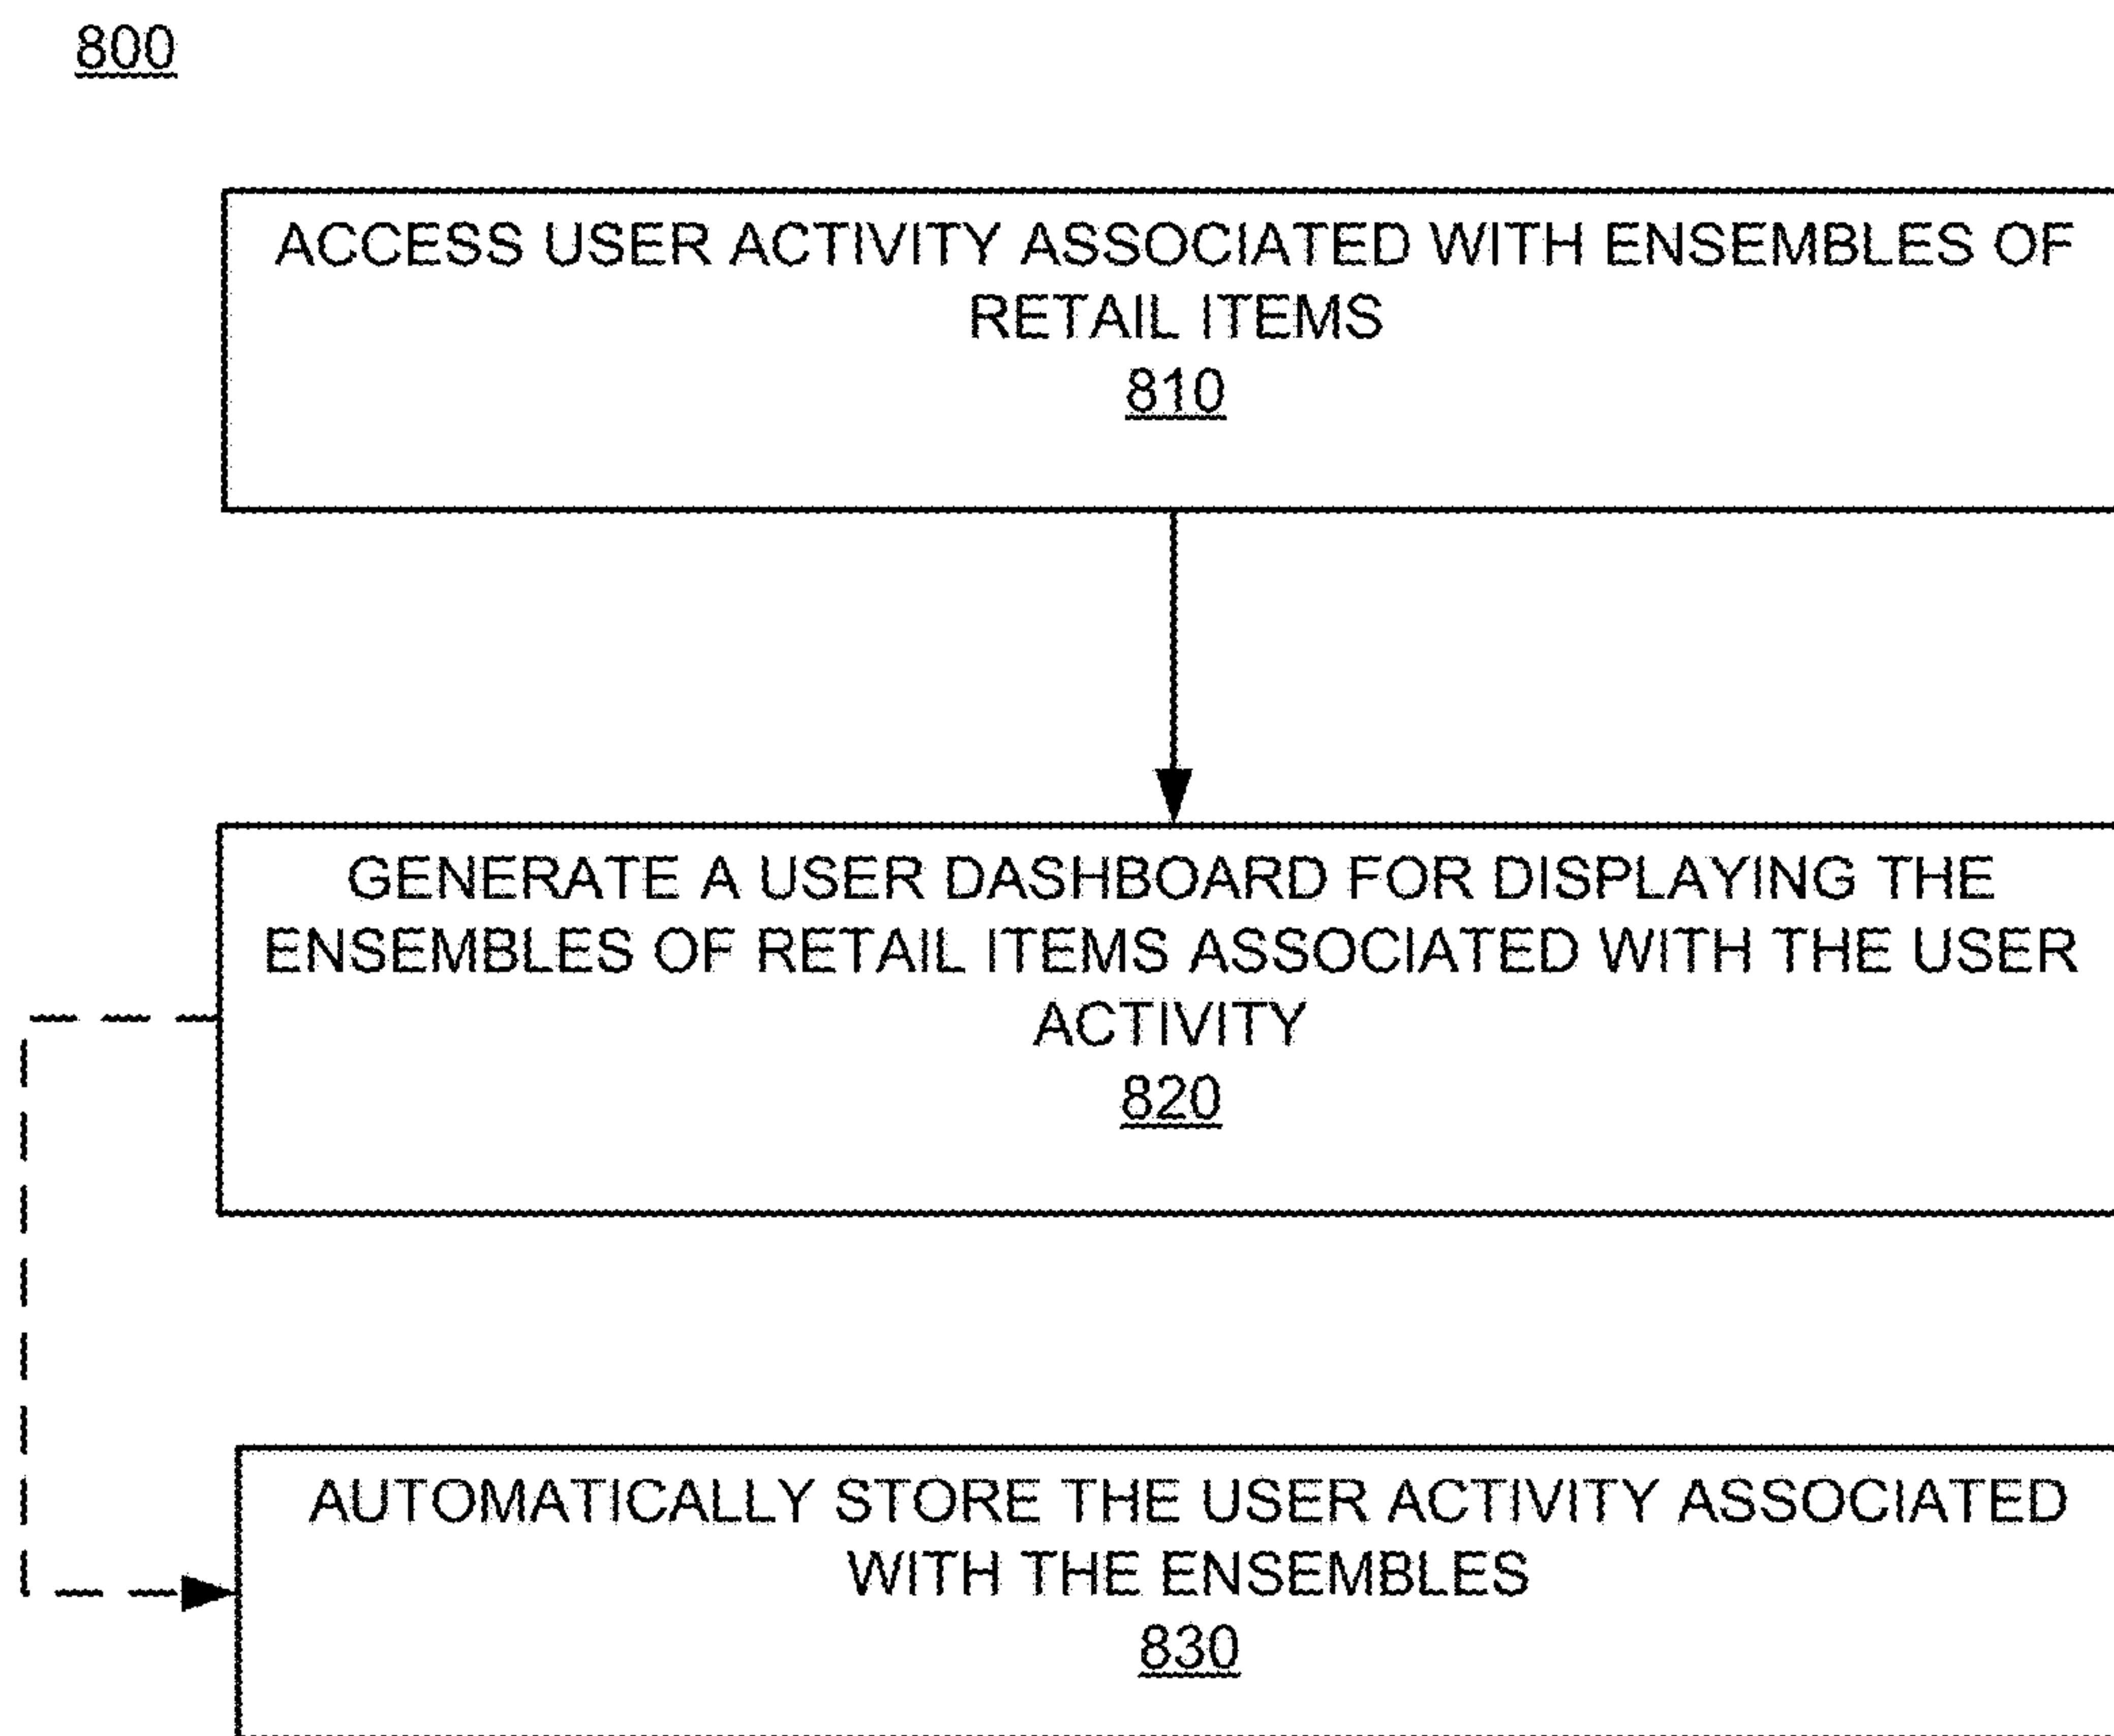 800
ACCESS USER ACTIVITY ASSOCIATED WITH ENSEMBLES OF
RETAIL ITEMS
810
GENERATE A USER DASHBOARD FOR DISPLAYING THE
ENSEMBLES OF RETAIL ITEMS ASSOCIATED WITH THE USER
ACTIVITY
820
AUTOMATICALLY STORE THE USER ACTIVITY ASSOCIATED
WITH THE ENSEMBLES
830